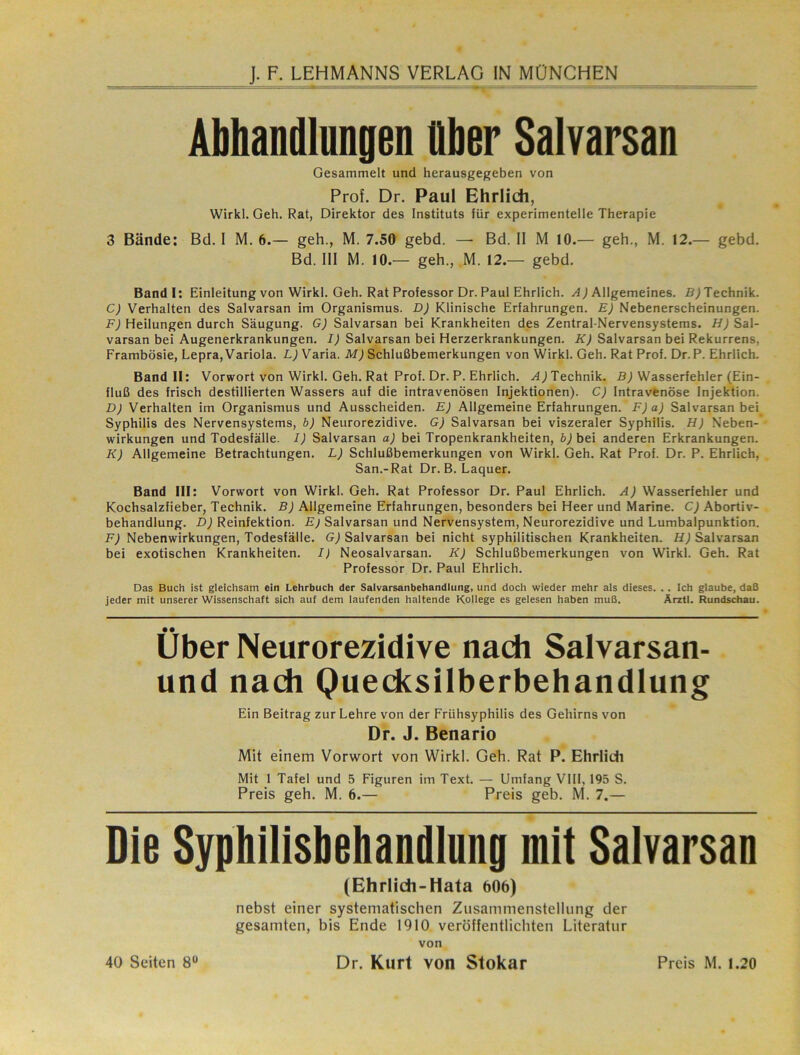 J. F. LEHMANNS VERLAG IN MÜNCHEN
Abhandlungen über Salvarsan
Gesammelt und herausgegeben von
Prof. Dr. Paul Ehrlich,
Wirkl. Geh. Rat, Direktor des Instituts für experimentelle Therapie
3 Bände: Bd. I M. 6.— geh., M. 7.50 gebd. — Bd. II M 10.— geh., M. 12.— gebd.
Bd. III M. 10.— geh., M. 12.— gebd.
Band I: Einleitung von Wirkl. Geh. Rat Professor Dr. Paul Ehrlich. A) Allgemeines. B) Technik.
C) Verhalten des Salvarsan im Organismus. D) Klinische Erfahrungen. E) Nebenerscheinungen.
F) Heilungen durch Säugung. G) Salvarsan bei Krankheiten des Zentral-Nervensystems. H) Sal-
varsan bei Augenerkrankungen. I) Salvarsan bei Herzerkrankungen. K) Salvarsan bei Rekurrens,
Frambösie, Lepra, Variola. L) Varia. M) Schlußbemerkungen von Wirkl. Geh. Rat Prof. Dr. P. Ehrlich.
Band II: Vorwort von Wirkl. Geh. Rat Prof. Dr. P. Ehrlich. A) Technik. B) Wasserfehler (Ein-
fluß des frisch destillierten Wassers auf die intravenösen Injektionen). C) Intravenöse Injektion.
D) Verhalten im Organismus und Ausscheiden. E) Allgemeine Erfahrungen. F) a) Salvarsan bei
Syphilis des Nervensystems, b) Neurorezidive. G) Salvarsan bei viszeraler Syphilis. H) Neben-
wirkungen und Todesfälle. I) Salvarsan a) bei Tropenkrankheiten, b) bei anderen Erkrankungen.
K) Allgemeine Betrachtungen. L) Schlußbemerkungen von Wirkl. Geh. Rat Prof. Dr. P. Ehrlich,
San.-Rat Dr. B. Laquer.
Band III: Vorwort von Wirkl. Geh. Rat Professor Dr. Paul Ehrlich. A) Wasserfehler und
Kochsalzfieber, Technik. B) Allgemeine Erfahrungen, besonders bei Heer und Marine. C) Abortiv-
behandlung. D) Reinfektion. E) Salvarsan und Nervensystem, Neurorezidive und Lumbalpunktion.
F) Nebenwirkungen, Todesfälle. G) Salvarsan bei nicht syphilitischen Krankheiten. H) Salvarsan
bei exotischen Krankheiten. I) Neosalvarsan. K) Schlußbemerkungen von Wirkl. Geh. Rat
Professor Dr. Paul Ehrlich.
Das Buch ist gleichsam ein Lehrbuch der Salvarsanbehandlung, und doch wieder mehr als dieses. . . Ich glaube, daß
jeder mit unserer Wissenschaft sich auf dem laufenden haltende Kollege es gelesen haben muß. Ärztl. Rundschau.
Über Neurorezidive nach Salvarsan-
und nach Quecksilberbehandlung
Ein Beitrag zur Lehre von der Frühsyphilis des Gehirns von
Dr. J. Benario
Mit einem Vorwort von Wirkl. Geh. Rat P. Ehrlich
Mit 1 Tafel und 5 Figuren im Text. — Umfang VIII, 195 S.
Preis geh. M. 6.— Preis geb. M. 7.—
Die Syphilisbehandlung mit Salvarsan
(Ehrlich-Hata 606)
nebst einer systematischen Zusammenstellung der
gesamten, bis Ende 1910 veröffentlichten Literatur
von
40 Seiten 8⁰ Dr. Kurt von Stokar Preis M. 1.20